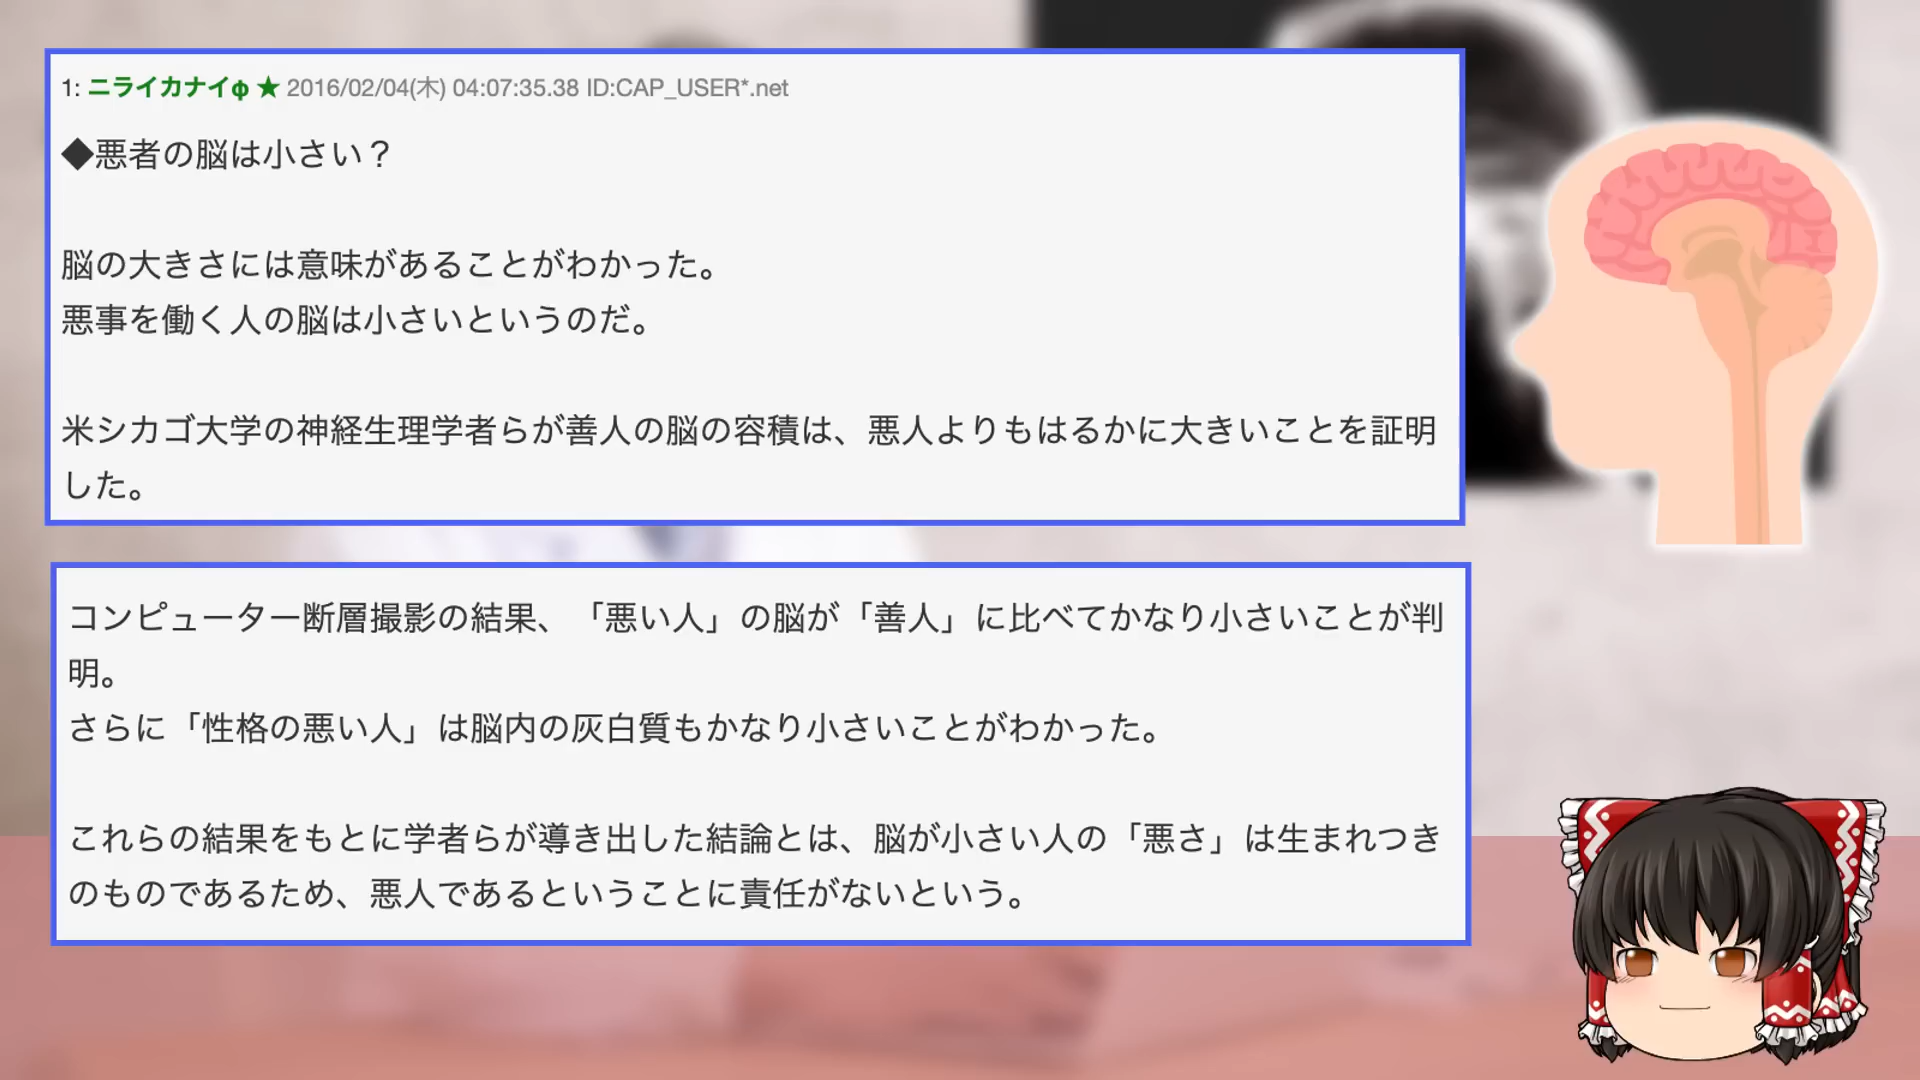 1: ニライカナイφ ★ 2016/02/04(木) 04:07:35.38 ID:CAP_USER*.net
◆悪者の脳は小さい？
脳の大きさには意味があることがわかった。
悪事を働く人の脳は小さいというのだ。
米シカゴ大学の神経生理学者らが善人の脳の容積は、悪人よりもはるかに大きいことを証明
した。
コンピューター断層撮影の結果、「悪い人」の脳が「善人」に比べてかなり小さいことが判
明。
さらに「性格の悪い人」は脳内の灰白質もかなり小さいことがわかった。
これらの結果をもとに学者らが導き出した結論とは、脳が小さい人の「悪さ」は生まれつき
のものであるため、悪人であるということに責任がないという。